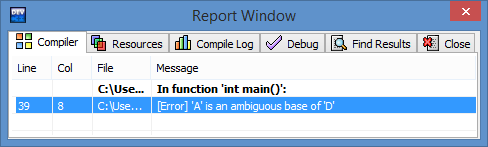 DEV
Report Window
Compiler Resources Compile Log Debug Find Results Close
Line Col File Message
C:\Use... In function 'int main()':
39 8 C:\Use... [Error] 'A' is an ambiguous base of 'D'